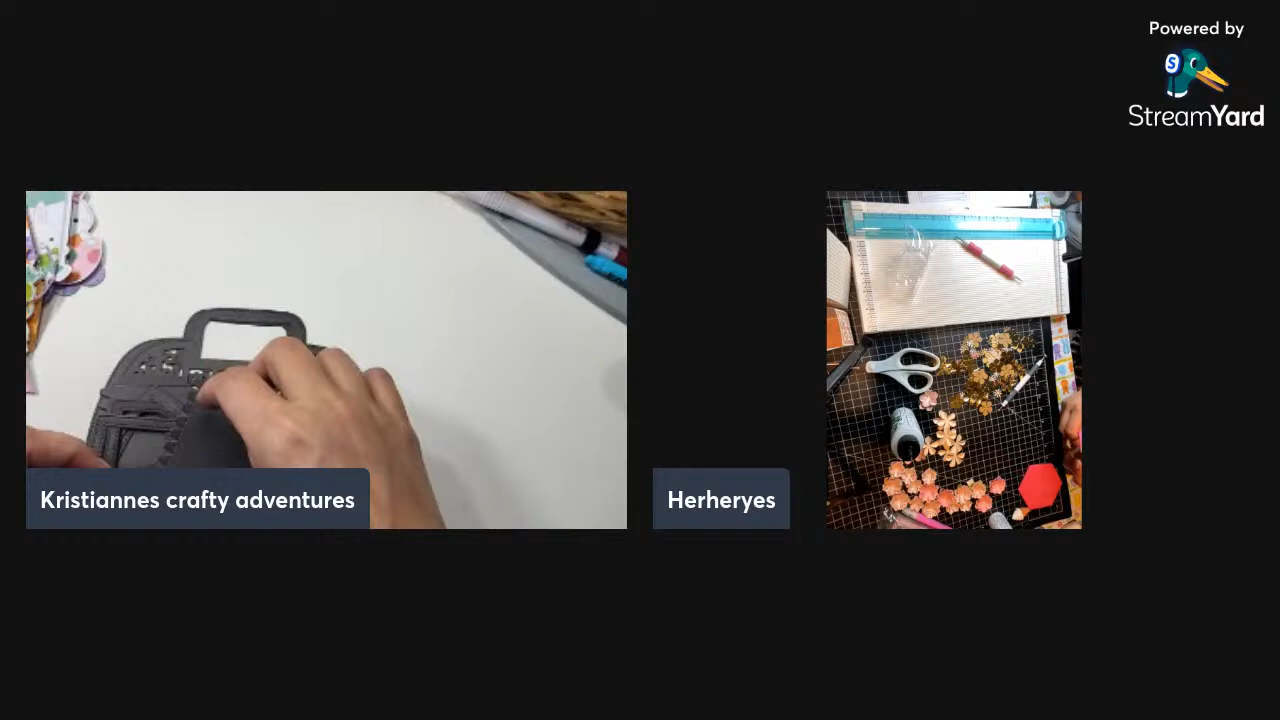 Powered by
S
StreamYard
Kristiannes crafty adventures
Herheryes